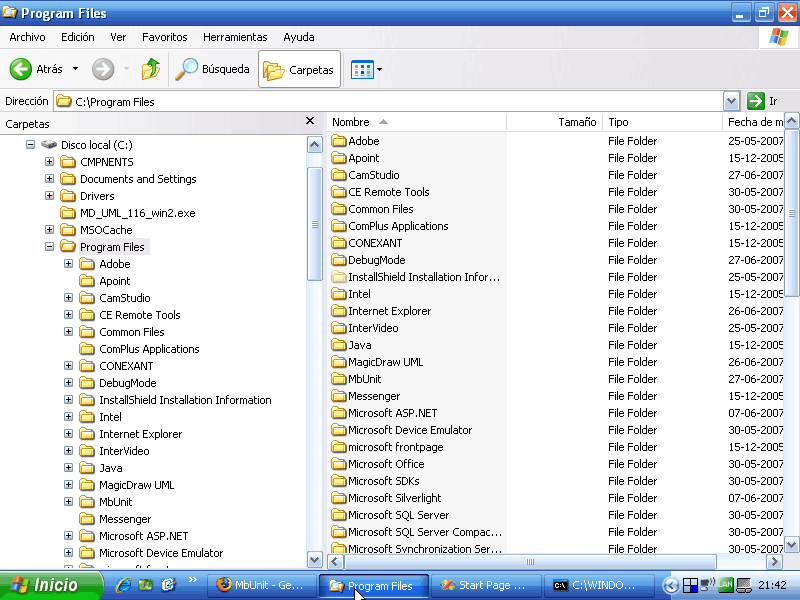 Program Files
Archivo Edición Ver Favoritos Herramientas Ayuda
Atrás Búsqueda Carpetas
Dirección C:\Program Files Ir
Carpetas
Disco local (C:)
CMPNENTS
Documents and Settings
Drivers
MD_UML_116_win2.exe
MSOCache
Program Files
Adobe
Apoint
CamStudio
CE Remote Tools
Common Files
ComPlus Applications
CONEXANT
DebugMode
InstallShield Installation Information
Intel
Internet Explorer
InterVideo
Java
MagicDraw UML
MbUnit
Messenger
Microsoft ASP.NET
Microsoft Device Emulator
Nombre Tamaño Tipo Fecha de m
Adobe File Folder 25-05-2007
Apoint File Folder 15-12-2005
CamStudio File Folder 27-06-2007
CE Remote Tools File Folder 30-05-2007
Common Files File Folder 30-05-2007
ComPlus Applications File Folder 15-12-2005
CONEXANT File Folder 15-12-2005
DebugMode File Folder 27-06-2007
InstallShield Installation Infor... File Folder 25-05-2007
Intel File Folder 15-12-2005
Internet Explorer File Folder 26-06-2007
InterVideo File Folder 25-05-2007
Java File Folder 15-12-2005
MagicDraw UML File Folder 26-06-2007
MbUnit File Folder 27-06-2007
Messenger File Folder 15-12-2005
Microsoft ASP.NET File Folder 07-06-2007
Microsoft Device Emulator File Folder 30-05-2007
microsoft frontpage File Folder 15-12-2005
Microsoft Office File Folder 30-05-2007
Microsoft SDKs File Folder 30-05-2007
Microsoft Silverlight File Folder 07-06-2007
Microsoft SQL Server File Folder 30-05-2007
Microsoft SQL Server Compac... File Folder 30-05-2007
Microsoft Synchronization Ser... File Folder 30-05-2007
Inicio » MbUnit - Ge... Program Files Start Page ... C:\WINDO... LAN 21:42